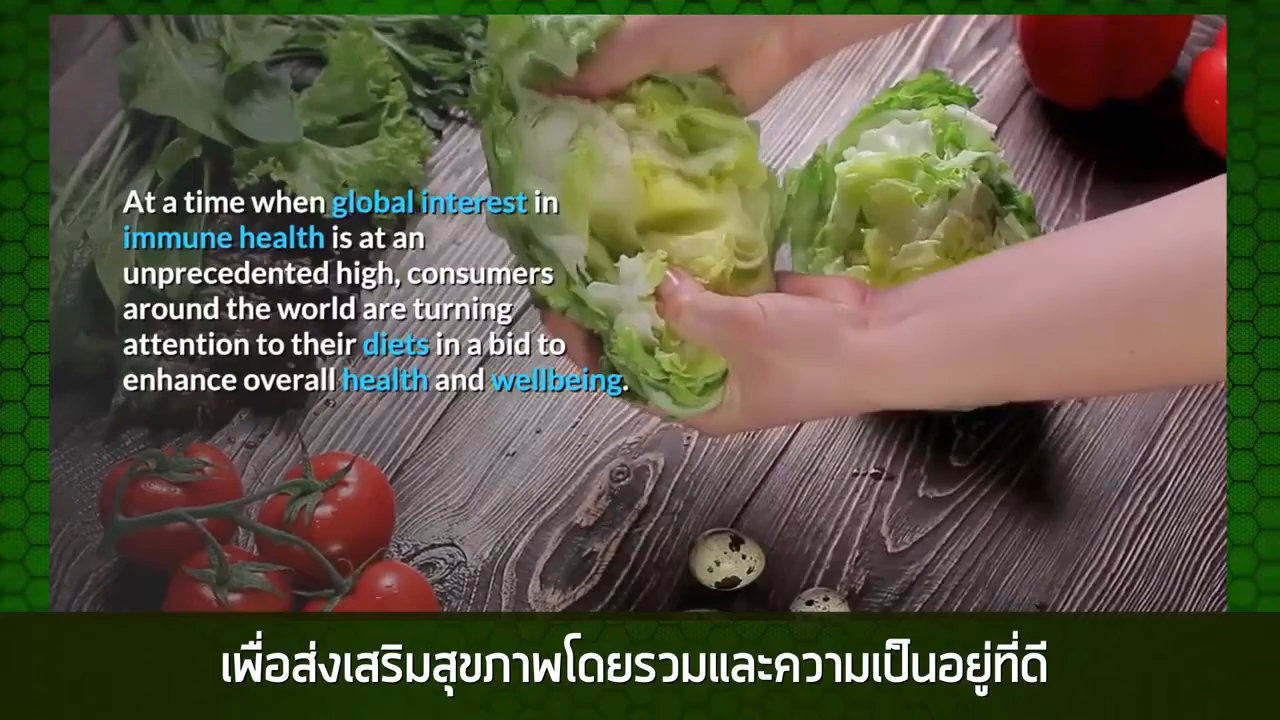 At a time when global interest in
immune health is at an
unprecedented high, consumers
around the world are turning
attention to their diets in a bid to
enhance overall health and wellbeing.
เพื่อส่งเสริมสุขภาพโดยรวมและความเป็นอยู่ที่ดี